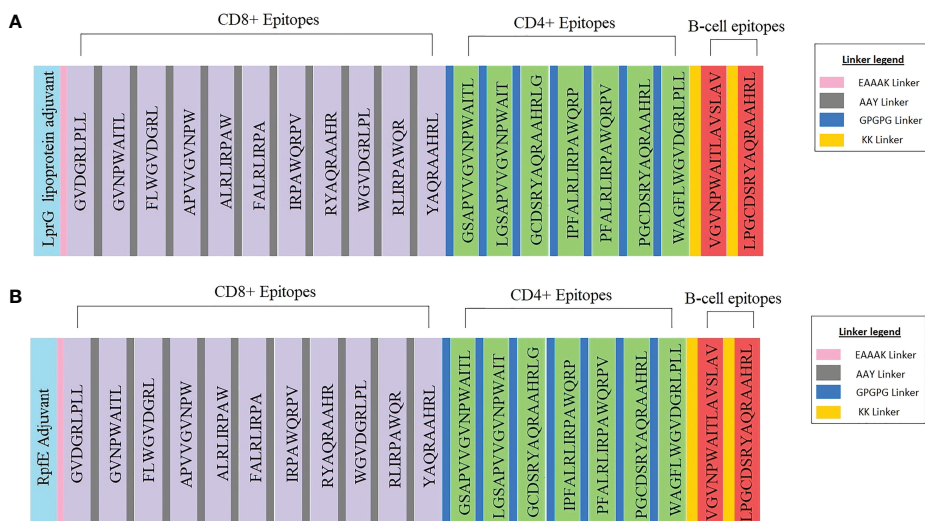 A
CD8+ Epitopes
CD4+ Epitopes
B-cell epitopes
LprG lipoprotein adjuvant
GVDGRLPLL
GVNPWAITL
FLWGVDGRL
APVVGVNPW
ALRLIRPAW
FALRLIRPA
IRPAWQRPV
RYAQRAAHR
WGVDGRLPL
RLIRPAWQR
YAQRAAHRL
GSAPVVGVNPWAITL
LGSAPVVGVNPWAIT
GCDSRYAQRAAHRLG
IPFALRLIRPAWQRP
PFALRLIRPAWQRPV
PGCDSRYAQRAAHRL
WAGFLWGVDGRLPLL
VGVNPWAITLAVSLAV
LPGCDSRYAQRAAHRL
Linker legend
EAAAK Linker
AAY Linker
GPGPG Linker
KK Linker
B
CD8+ Epitopes
CD4+ Epitopes
B-cell epitopes
RpfE Adjuvant
GVDGRLPLL
GVNPWAITL
FLWGVDGRL
APVVGVNPW
ALRLIRPAW
FALRLIRPA
IRPAWQRPV
RYAQRAAHR
WGVDGRLPL
RLIRPAWQR
YAQRAAHRL
GSAPVVGVNPWAITL
LGSAPVVGVNPWAIT
GCDSRYAQRAAHRLG
IPFALRLIRPAWQRP
PFALRLIRPAWQRPV
PGCDSRYAQRAAHRL
WAGFLWGVDGRLPLL
VGVNPWAITLAVSLAV
LPGCDSRYAQRAAHRL
Linker legend
EAAAK Linker
AAY Linker
GPGPG Linker
KK Linker